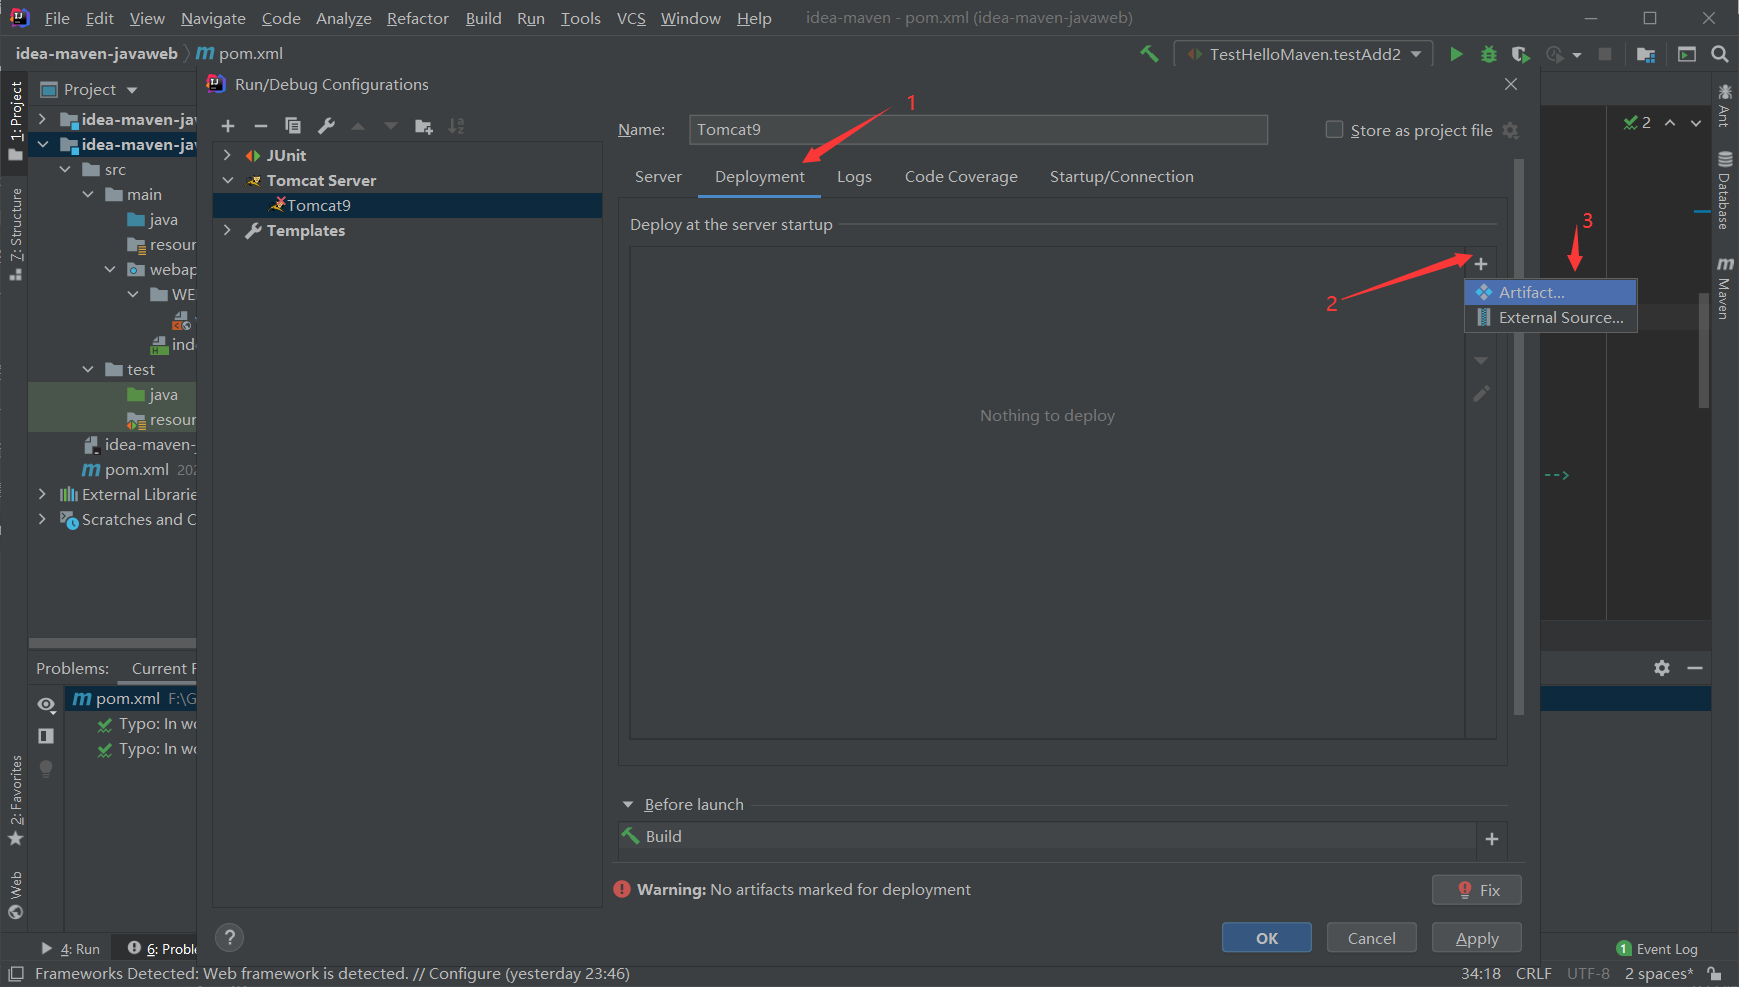 File Edit View Navigate Code Analyze Refactor Build Run Tools VCS Window Help idea-maven - pom.xml (idea-maven-javaweb)
idea-maven-javaweb pom.xml TestHelloMaven.testAdd2
1: Project
Project
idea-maven-jav
idea-maven-jav
src
main
java
resour
webap
WE
inde
test
java
resour
idea-maven-
pom.xml 202
External Librarie
Scratches and C
7: Structure
2: Favorites
Web
Run/Debug Configurations
JUnit
Tomcat Server
Tomcat9
Templates
Name: Tomcat9 Store as project file
1
Server Deployment Logs Code Coverage Startup/Connection
Deploy at the server startup
2
3
Artifact...
External Source...
Nothing to deploy
Before launch
Build
Warning: No artifacts marked for deployment Fix
? OK Cancel Apply
2
-->
Ant
Database
Maven
Problems: Current F
pom.xml F:\G
Typo: In wo
Typo: In wo
4: Run 6: Proble 1 Event Log
Frameworks Detected: Web framework is detected. // Configure (yesterday 23:46) 34:18 CRLF UTF-8 2 spaces*